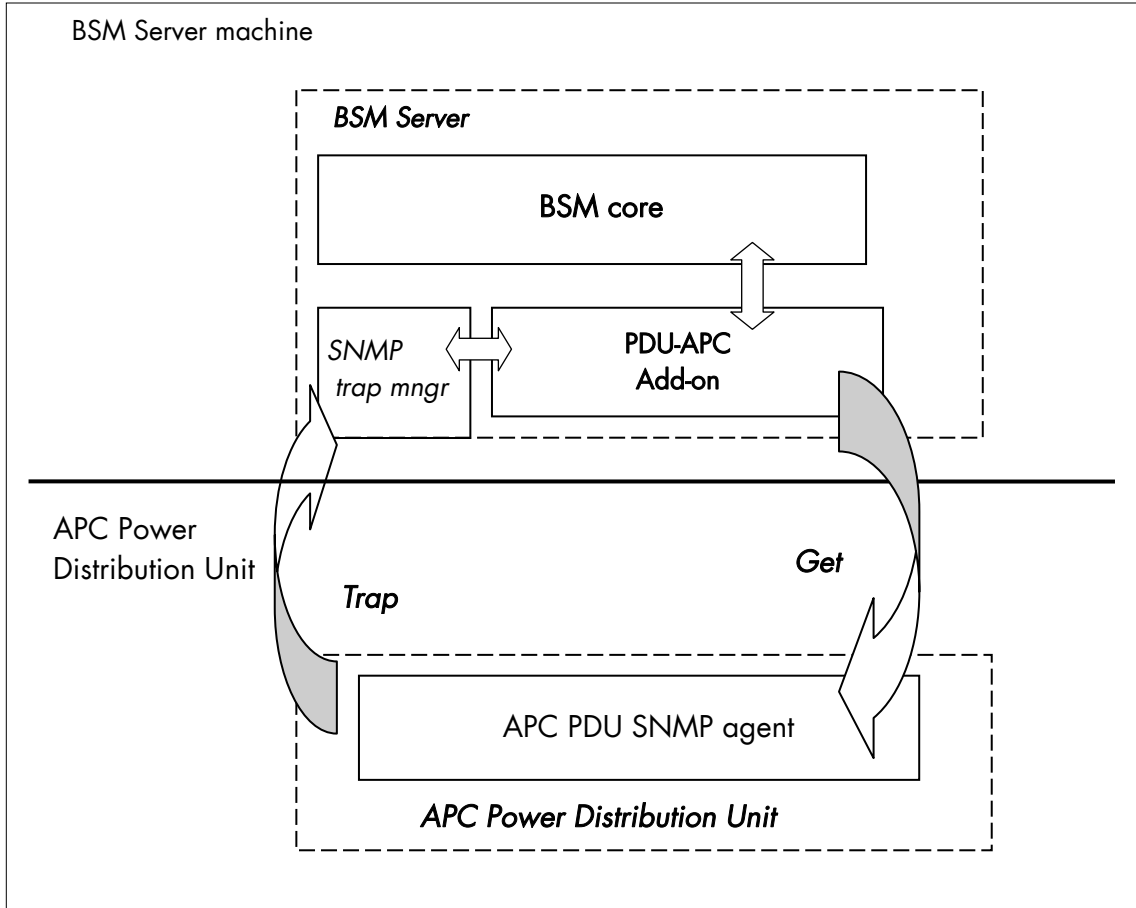 BSM Server machine
BSM Server
BSM core
SNMP
trap mngr
PDU-APC
Add-on
APC Power
Distribution Unit
Get
Trap
APC PDU SNMP agent
APC Power Distribution Unit